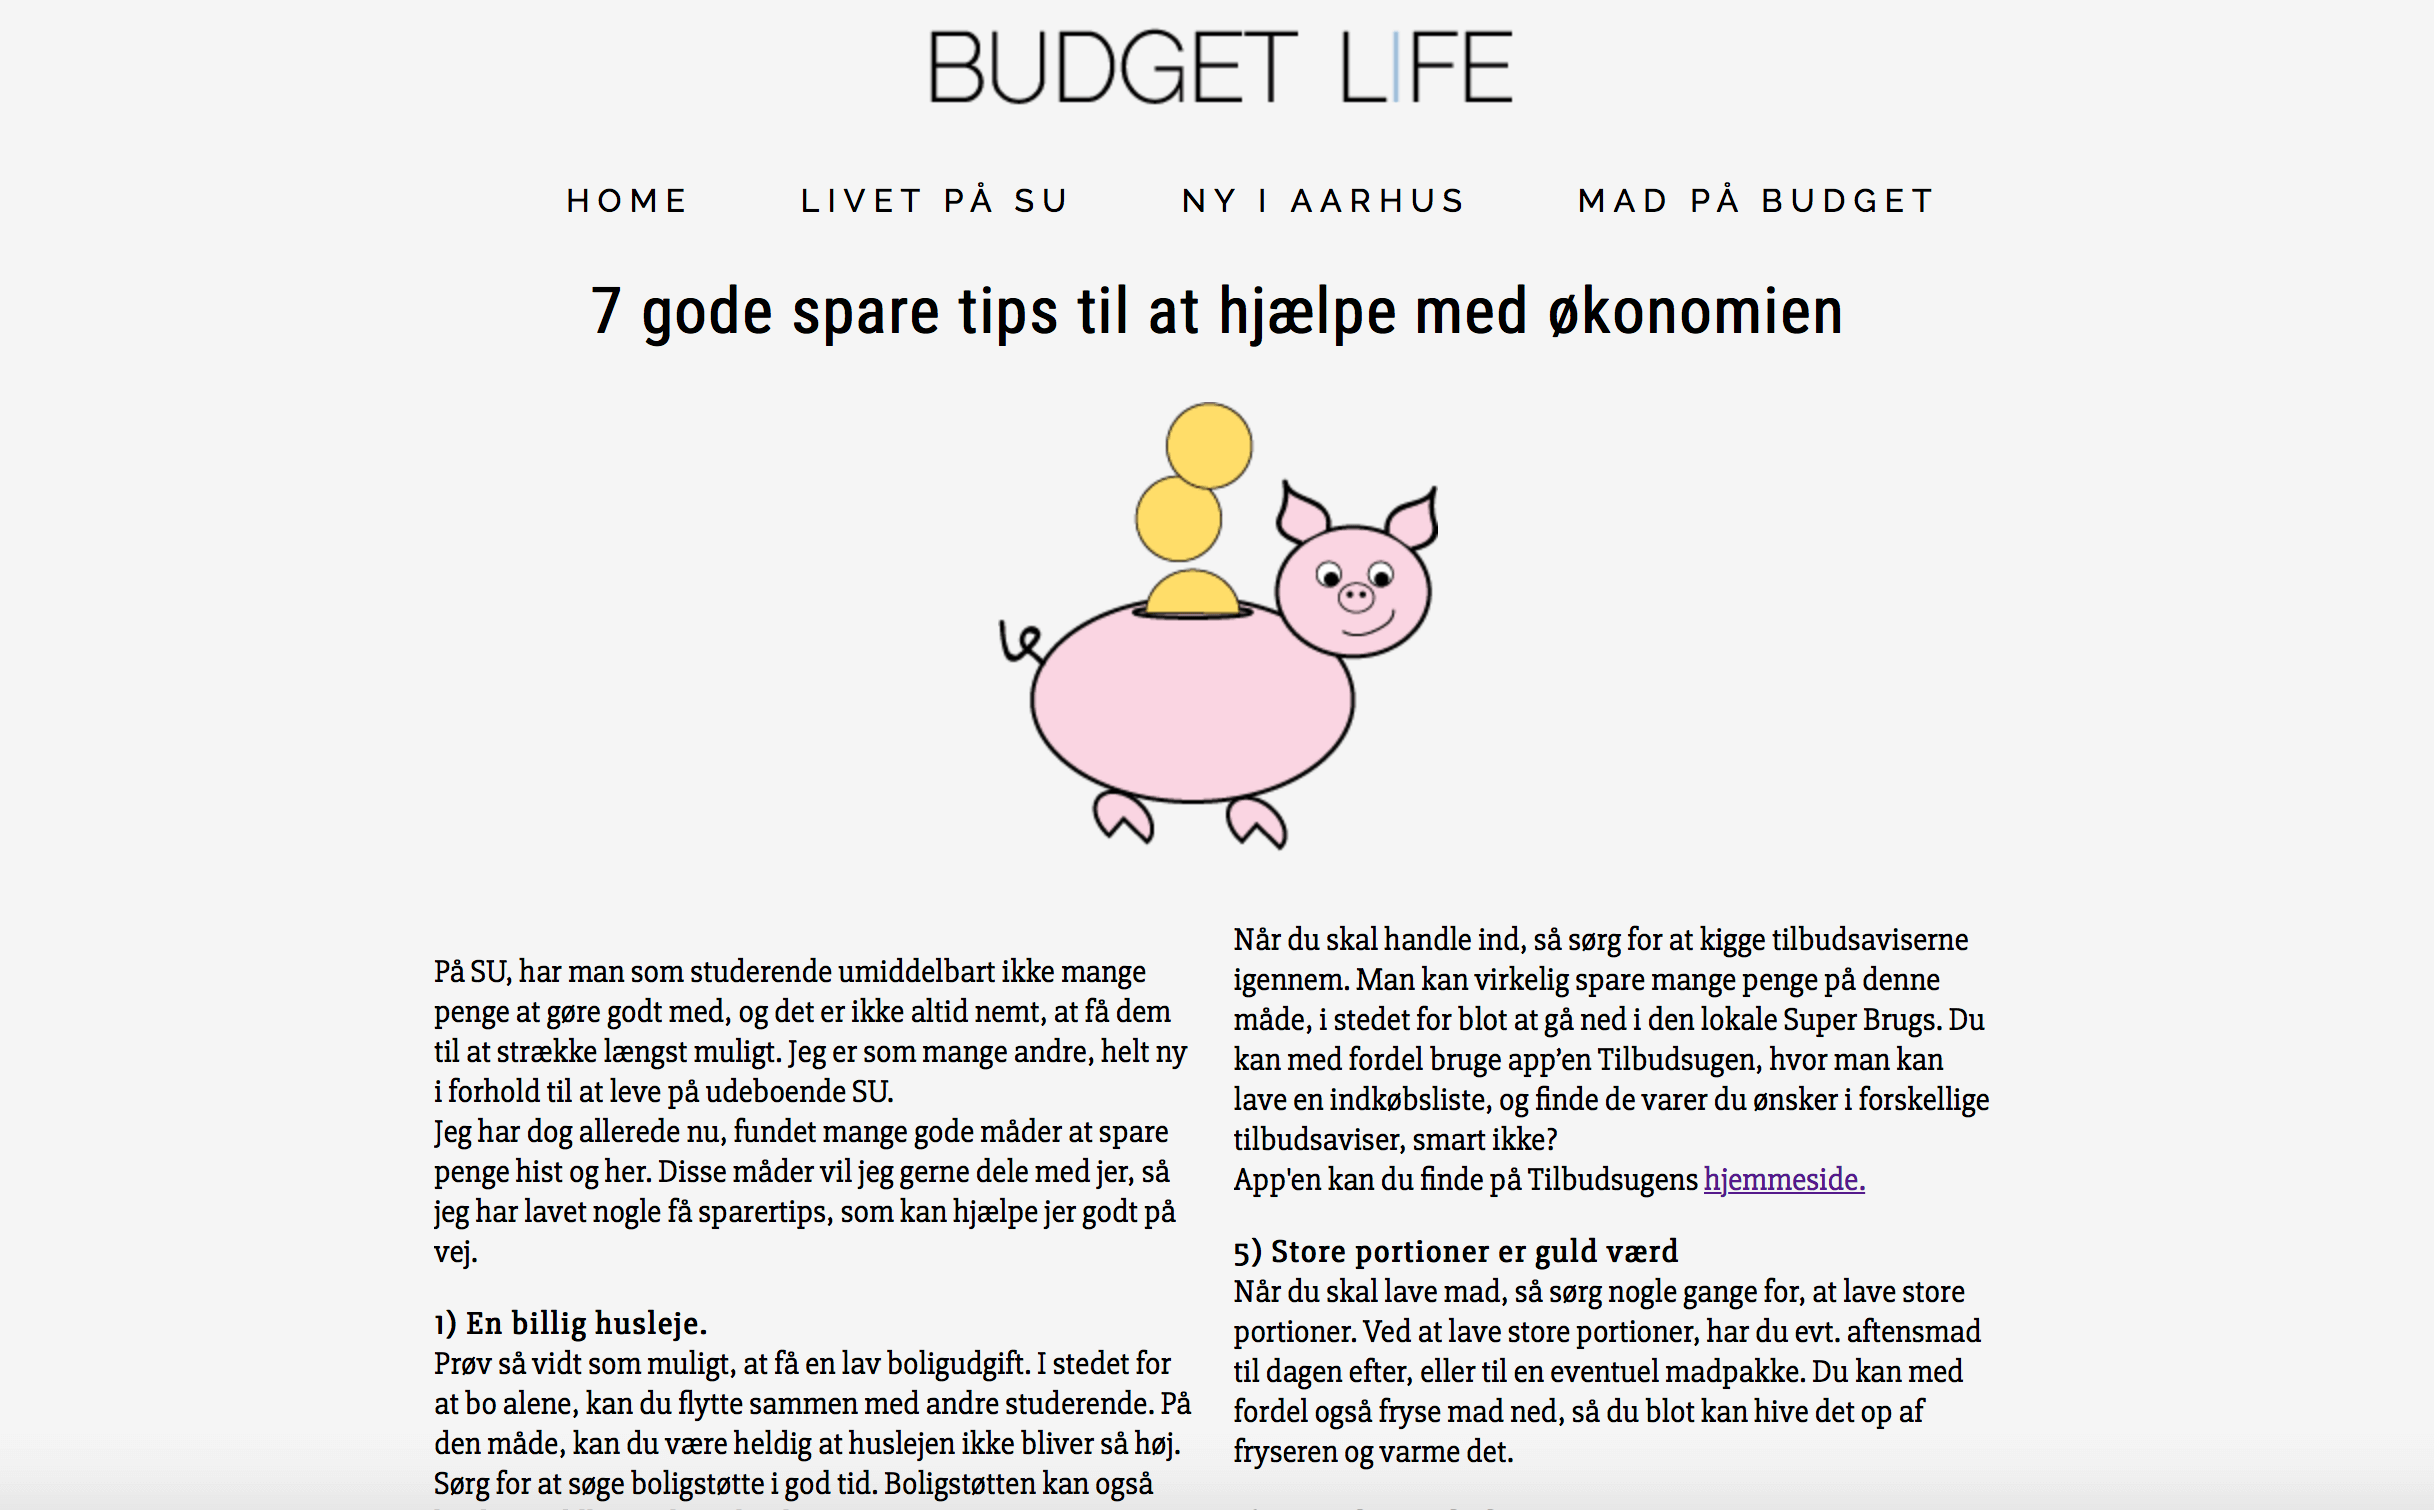 BUDGET LIFE
HOME
LIVET PÅ SU
NY I AARHUS
MAD PÅ BUDGET
7 gode spare tips til at hjælpe med økonomien
På SU, har man som studerende umiddelbart ikke mange
penge at gøre godt med, og det er ikke altid nemt, at få dem
til at strække længst muligt. Jeg er som mange andre, helt ny
i forhold til at leve på udeboende SU.
Jeg har dog allerede nu, fundet mange gode måder at spare
penge hist og her. Disse måder vil jeg gerne dele med jer, så
jeg har lavet nogle få sparertips, som kan hjælpe jer godt på
vej.
1) En billig husleje.
Prøv så vidt som muligt, at få en lav boligudgift. I stedet for
at bo alene, kan du flytte sammen med andre studerende. På
den måde, kan du være heldig at huslejen ikke bliver så høj.
Sørg for at søge boligstøtte i god tid. Boligstøtten kan også
Når du skal handle ind, så sørg for at kigge tilbudsaviserne
igennem. Man kan virkelig spare mange penge på denne
måde, i stedet for blot at gå ned i den lokale Super Brugs. Du
kan med fordel bruge app’en Tilbudsugen, hvor man kan
lave en indkøbsliste, og finde de varer du ønsker i forskellige
tilbudsaviser, smart ikke?
App'en kan du finde på Tilbudsugens hjemmeside.
5) Store portioner er guld værd
Når du skal lave mad, så sørg nogle gange for, at lave store
portioner. Ved at lave store portioner, har du evt. aftensmad
til dagen efter, eller til en eventuel madpakke. Du kan med
fordel også fryse mad ned, så du blot kan hive det op af
fryseren og varme det.